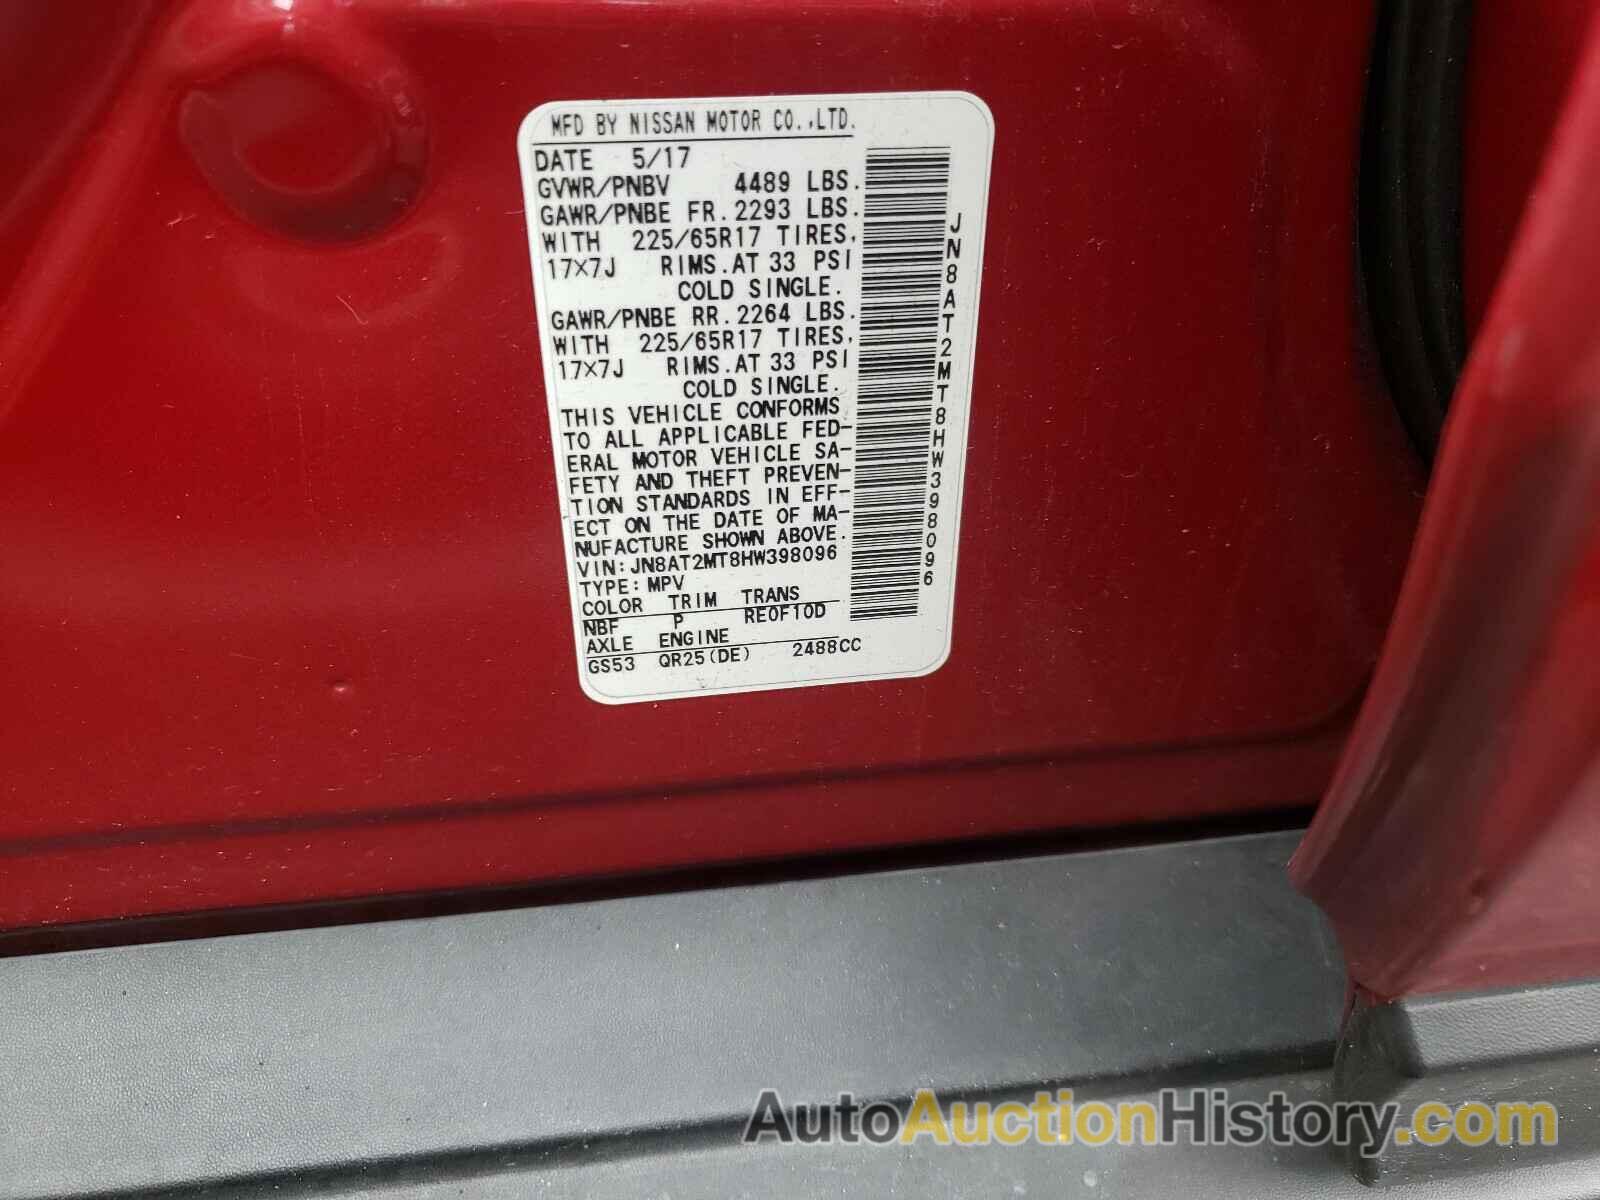 MFD BY NISSAN MOTOR CO.,LTD.
DATE 5/17
GVWR/PNBV 4489 LBS.
GAWR/PNBE FR.2293 LBS.
WITH 225/65R17 TIRES,
17×7J RIMS.AT 33 PSI
COLD SINGLE.
GAWR/PNBE RR.2264 LBS.
WITH 225/65R17 TIRES,
17×7J RIMS.AT 33 PSI
COLD SINGLE.
THIS VEHICLE CONFORMS
TO ALL APPLICABLE FED-
ERAL MOTOR VEHICLE SA-
FETY AND THEFT PREVEN-
TION STANDARDS IN EFF-
ECT ON THE DATE OF MA-
NUFACTURE SHOWN ABOVE.
VIN:JN8AT2MT8HW398096
TYPE:MPV
COLOR TRIM TRANS
NBF P RE0F10D
AXLE ENGINE
GS53 QR25(DE) 2488CC
JN8AT2MT8HW398096
AutoAuctionHistory.com